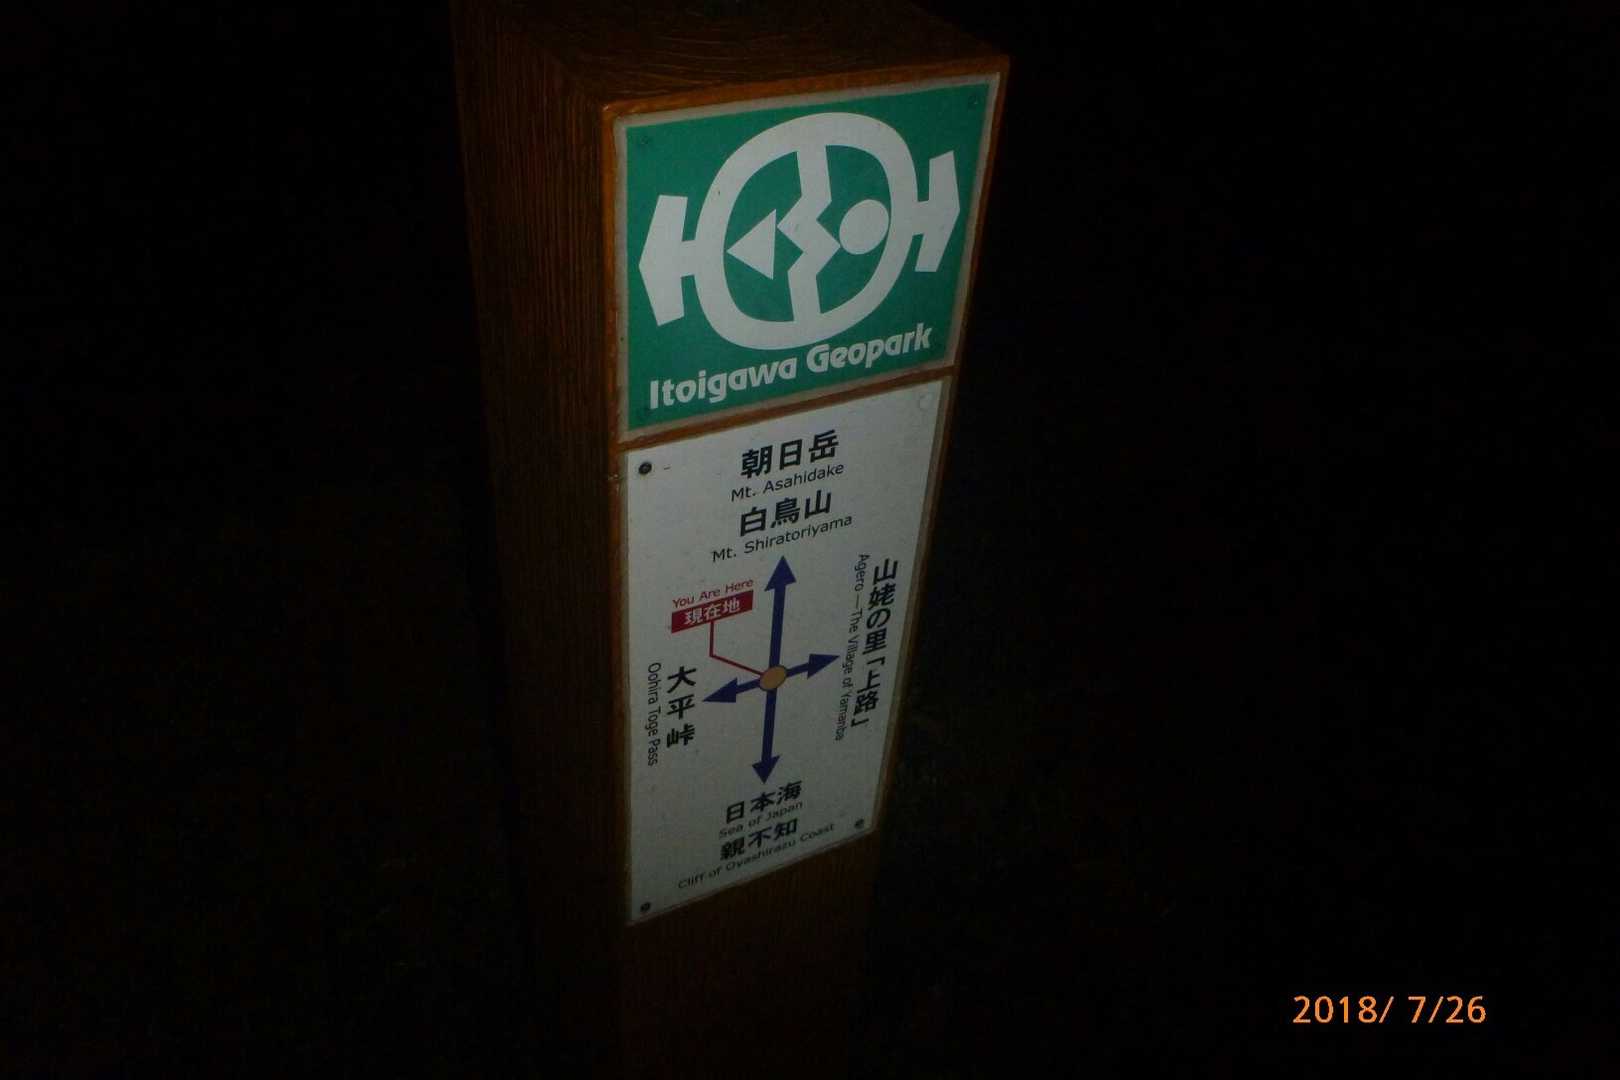 Itoigawa Geopark
朝日岳
Mt. Asahidake
白鳥山
Mt. Shiratoriyama
You Are Here
現在地
山姥の里「上路」
Agero—The Village of Yamanba
大平峠
Oohira Toge Pass
日本海
Sea of Japan
親不知
Cliff of Oyashirazu Coast
2018/ 7/26